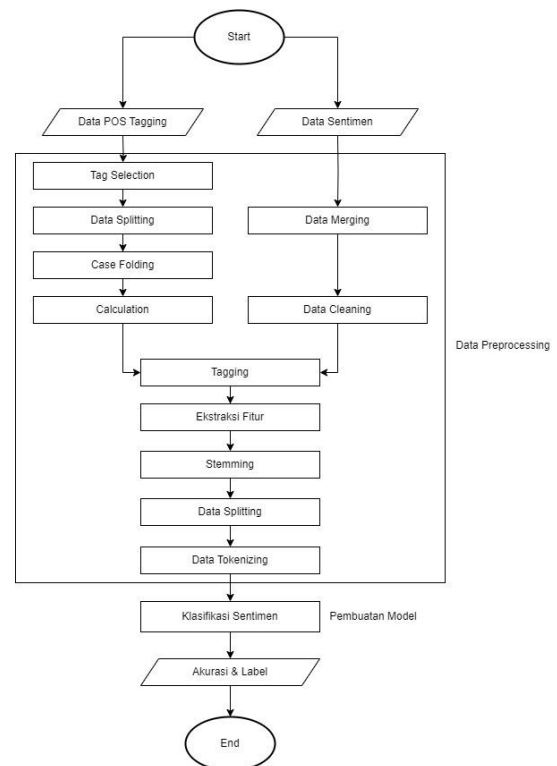 Start
Data POS Tagging
Data Sentimen
Tag Selection
Data Splitting
Data Merging
Case Folding
Calculation
Data Cleaning
Data Preprocessing
Tagging
Ekstraksi Fitur
Stemming
Data Splitting
Data Tokenizing
Klasifikasi Sentimen
Pembuatan Model
Akurasi & Label
End